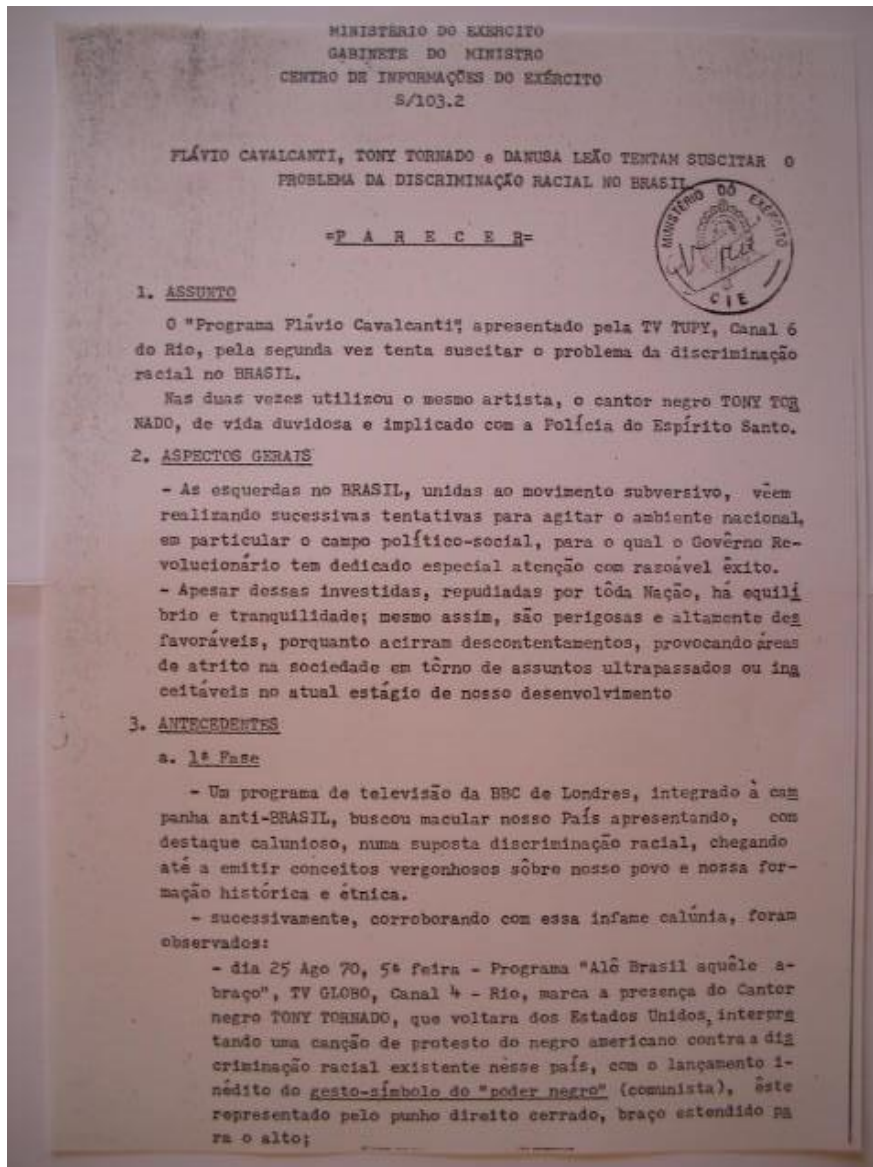 MINISTÉRIO DO EXERCITO
GABINETE DO MINISTRO
CENTRO DE INFORMAÇÕES DO EXÉRCITO
S/103.2
FLÁVIO CAVALCANTI, TONY TORNADO e DANUSA LEÃO TENTAM SUSCITAR O
PROBLEMA DA DISCRIMINAÇÃO RACIAL NO BRASIL
=P A R E C E R=
MINISTÉRIO DO EXÉRCITO
CIE
1. ASSUNTO
O "Programa Flávio Cavalcanti", apresentado pela TV TUPY, Canal 6
do Rio, pela segunda vez tenta suscitar o problema da discriminação
racial no BRASIL.
Nas duas vezes utilizou o mesmo artista, o cantor negro TONY TOR
NADO, de vida duvidosa e implicado com a Polícia do Espírito Santo.
2. ASPECTOS GERAIS
- As esquerdas no BRASIL, unidas ao movimento subversivo, vêem
realizando sucessivas tentativas para agitar o ambiente nacional,
em particular o campo político-social, para o qual o Govêrno Re-
volucionário tem dedicado especial atenção com razoável êxito.
- Apesar dessas investidas, repudiadas por tôda Nação, há equilí
brio e tranquilidade; mesmo assim, são perigosas e altamente des
favoráveis, porquanto acirram descontentamentos, provocando áreas
de atrito na sociedade em tôrno de assuntos ultrapassados ou ina
ceitáveis no atual estágio de nosso desenvolvimento
3. ANTECEDENTES
a. 1ª Fase
- Um programa de televisão da BBC de Londres, integrado à cam
panha anti-BRASIL, buscou macular nosso País apresentando, com
destaque calunioso, numa suposta discriminação racial, chegando
até a emitir conceitos vergonhosos sôbre nosso povo e nossa for-
mação histórica e étnica.
- sucessivamente, corroborando com essa infame calúnia, foram
observados:
- dia 25 Ago 70, 5ª feira - Programa "Alô Brasil aquêle a-
braço", TV GLOBO, Canal 4 - Rio, marca a presença do Cantor
negro TONY TORNADO, que voltara dos Estados Unidos, interpre
tando uma canção de protesto do negro americano contra a dis
criminação racial existente nêsse país, com o lançamento i-
nédito do gesto-símbolo do "poder negro" (comunista), êste
representado pelo punho direito cerrado, braço estendido pa
ra o alto;